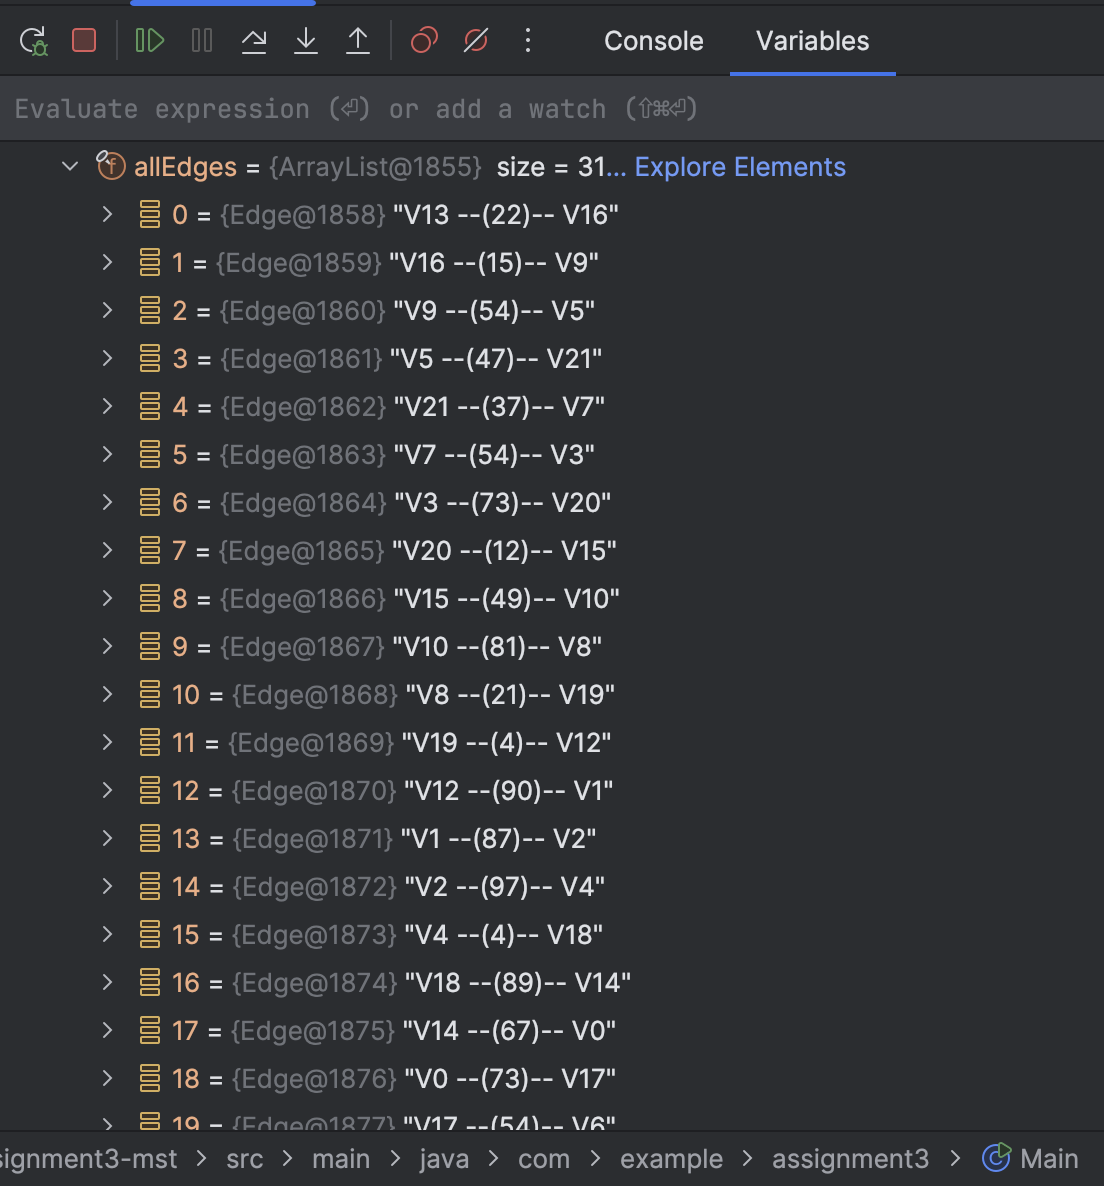 Console Variables
Evaluate expression (⏎) or add a watch (⇧⌘⏎)
allEdges = {ArrayList@1855} size = 31... Explore Elements
0 = {Edge@1858} "V13 --(22)-- V16"
1 = {Edge@1859} "V16 --(15)-- V9"
2 = {Edge@1860} "V9 --(54)-- V5"
3 = {Edge@1861} "V5 --(47)-- V21"
4 = {Edge@1862} "V21 --(37)-- V7"
5 = {Edge@1863} "V7 --(54)-- V3"
6 = {Edge@1864} "V3 --(73)-- V20"
7 = {Edge@1865} "V20 --(12)-- V15"
8 = {Edge@1866} "V15 --(49)-- V10"
9 = {Edge@1867} "V10 --(81)-- V8"
10 = {Edge@1868} "V8 --(21)-- V19"
11 = {Edge@1869} "V19 --(4)-- V12"
12 = {Edge@1870} "V12 --(90)-- V1"
13 = {Edge@1871} "V1 --(87)-- V2"
14 = {Edge@1872} "V2 --(97)-- V4"
15 = {Edge@1873} "V4 --(4)-- V18"
16 = {Edge@1874} "V18 --(89)-- V14"
17 = {Edge@1875} "V14 --(67)-- V0"
18 = {Edge@1876} "V0 --(73)-- V17"
19 = {Edge@1877} "V17 --(54)-- V6"
signment3-mst > src > main > java > com > example > assignment3 > Main